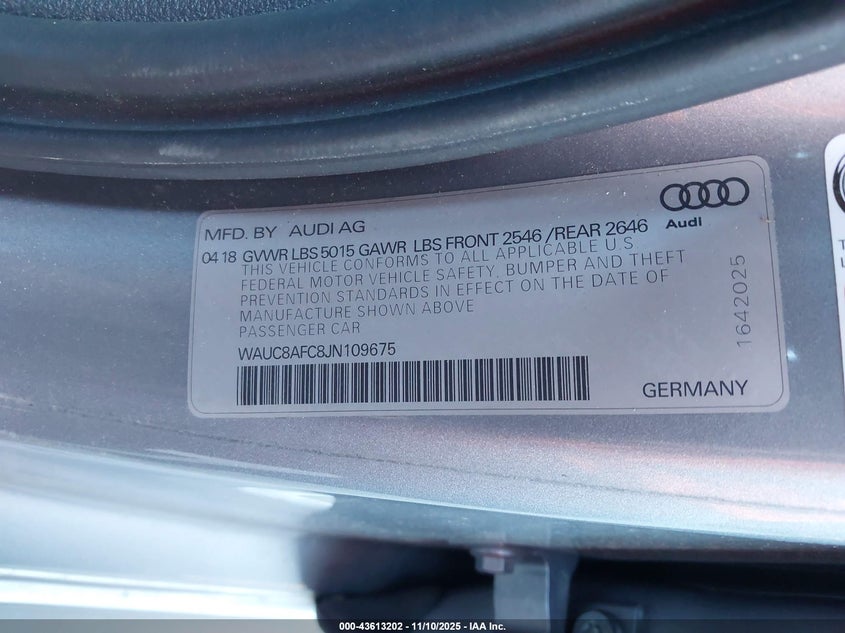 MFD. BY AUDI AG
Audi
04 18 GVWR LBS 5015 GAWR LBS FRONT 2546 /REAR 2646
THIS VEHICLE CONFORMS TO ALL APPLICABLE U S
FEDERAL MOTOR VEHICLE SAFETY, BUMPER AND THEFT
PREVENTION STANDARDS IN EFFECT ON THE DATE OF
MANUFACTURE SHOWN ABOVE
PASSENGER CAR
WAUC8AFC8JN109675
GERMANY
1642025
T
L
000-43613202 - 11/10/2025 - IAA Inc.